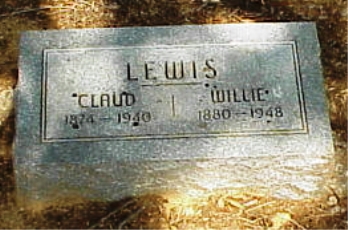 LEWIS
CLAUD | WILLIE
1874 – 1940 1880 – 1948